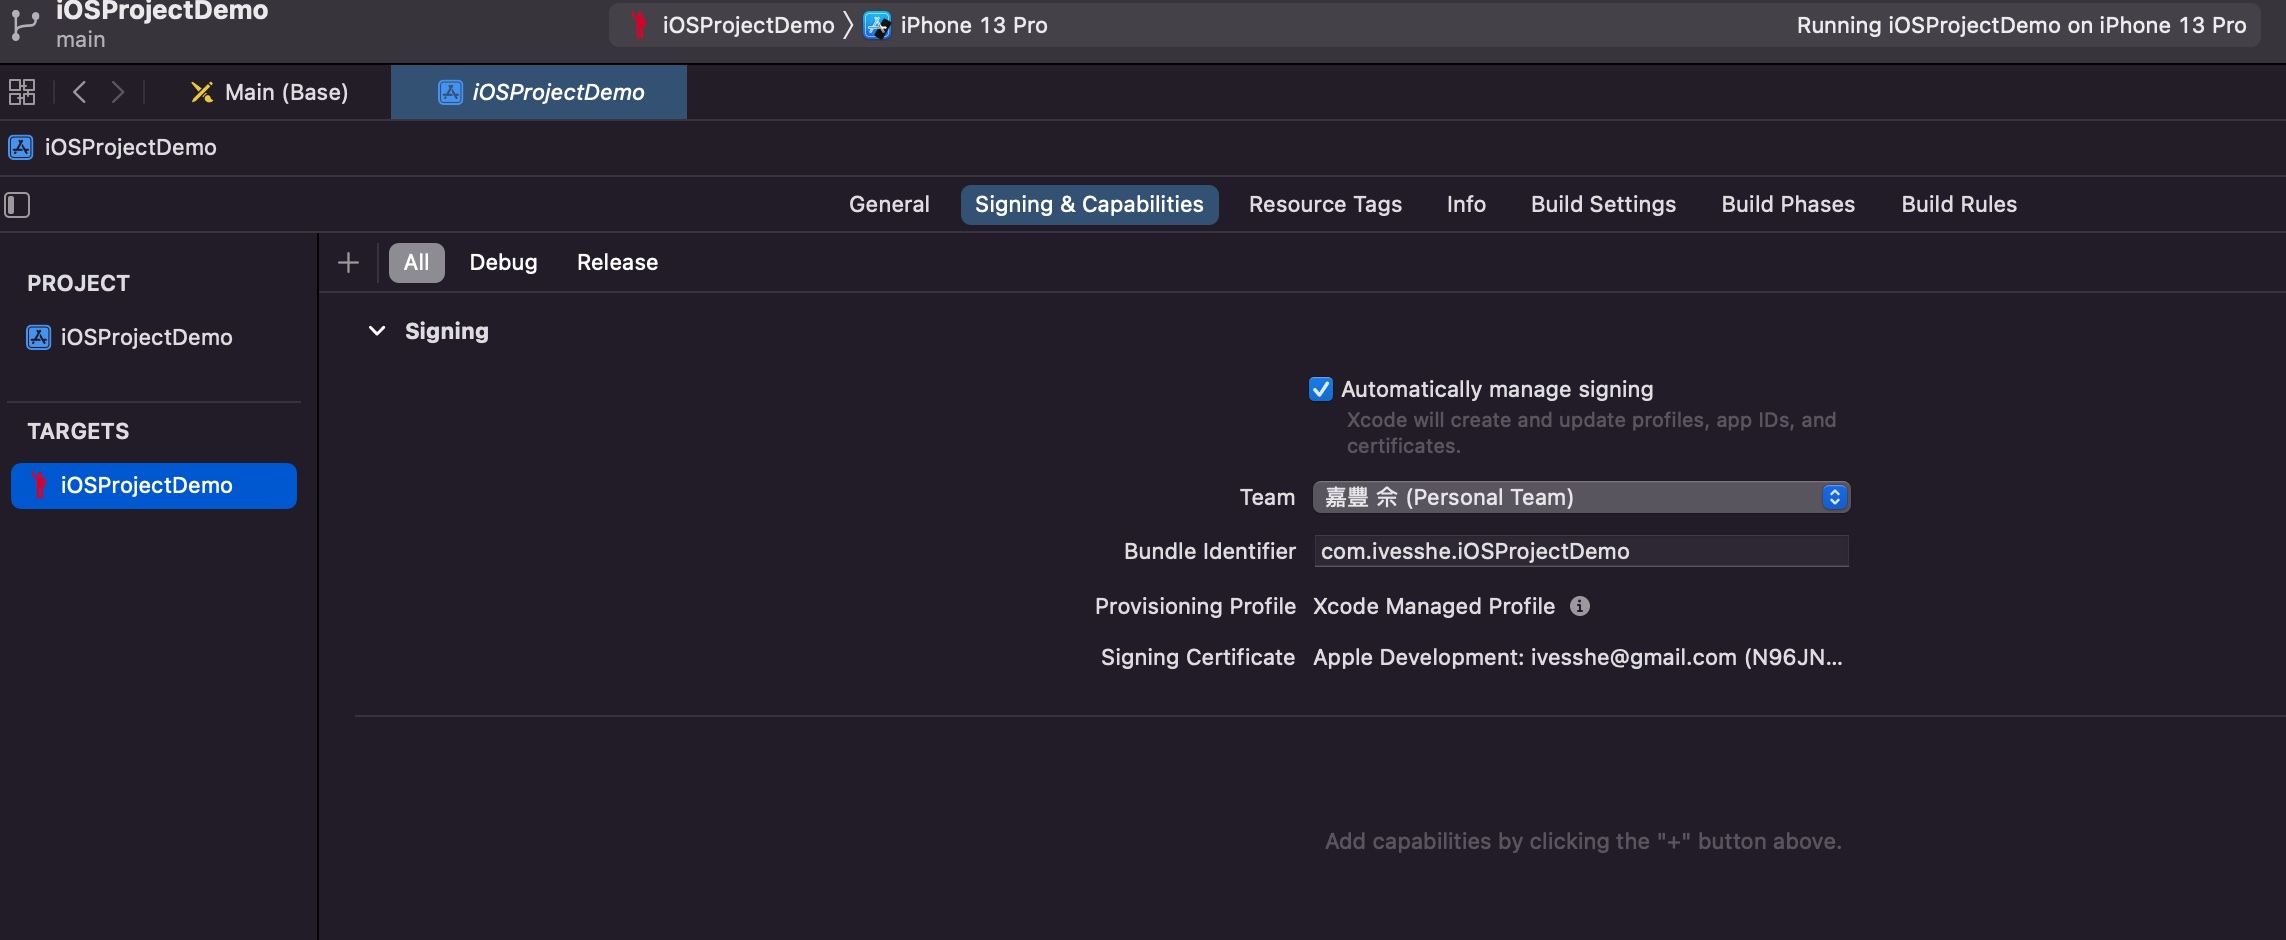 iOSProjectDemo
main
iOSProjectDemo
iPhone 13 Pro
Running iOSProjectDemo on iPhone 13 Pro
Main (Base)
iOSProjectDemo
iOSProjectDemo
General
Signing & Capabilities
Resource Tags
Info
Build Settings
Build Phases
Build Rules
PROJECT
iOSProjectDemo
TARGETS
iOSProjectDemo
All
Debug
Release
Signing
Automatically manage signing
Xcode will create and update profiles, app IDs, and
certificates.
Team 嘉豐 佘 (Personal Team)
Bundle Identifier com.ivesshe.iOSProjectDemo
Provisioning Profile Xcode Managed Profile
Signing Certificate Apple Development: ivesshe@gmail.com (N96JN...
Add capabilities by clicking the "+" button above.